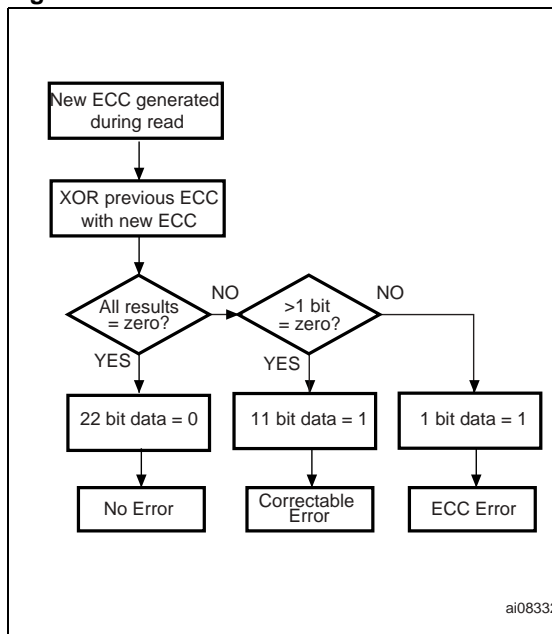 New ECC generated
during read
XOR previous ECC
with new ECC
All results
= zero?
NO
>1 bit
= zero?
NO
YES
YES
22 bit data = 0
11 bit data = 1
1 bit data = 1
No Error
Correctable
Error
ECC Error
ai08332